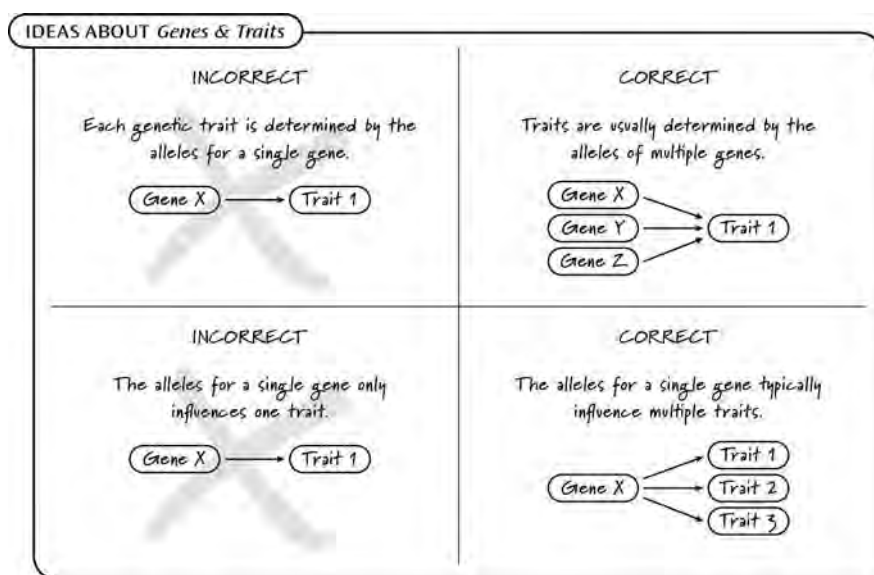 IDEAS ABOUT Genes & Traits
INCORRECT
Each genetic trait is determined by the
alleles for a single gene.
Gene X
Trait 1
CORRECT
Traits are usually determined by the
alleles of multiple genes.
Gene X
Gene Y
Trait 1
Gene Z
INCORRECT
The alleles for a single gene only
influences one trait.
Gene X
Trait 1
CORRECT
The alleles for a single gene typically
influence multiple traits.
Trait 1
Gene X
Trait 2
Trait 3